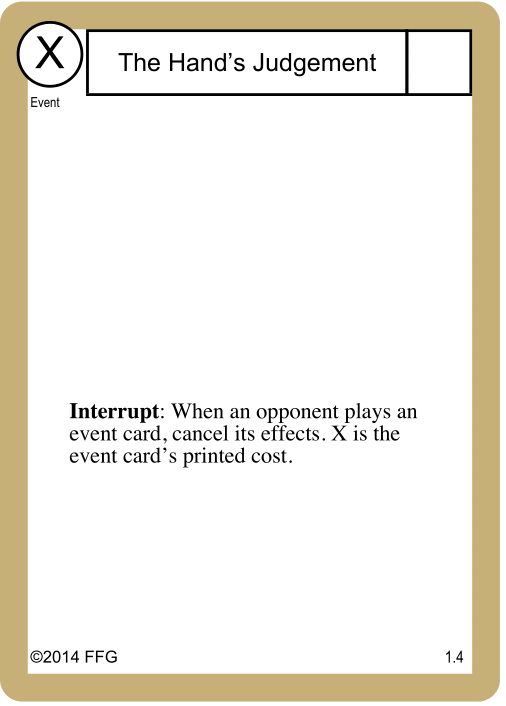 X
The Hand’s Judgement
Event
Interrupt: When an opponent plays an
event card, cancel its effects. X is the
event card’s printed cost.
©2014 FFG
1.4